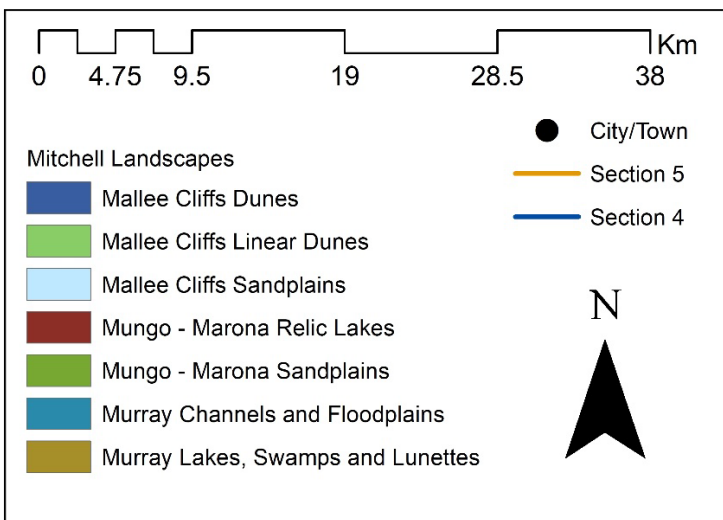 Km
0 4.75 9.5 19 28.5 38
City/Town
Mitchell Landscapes
Section 5
Mallee Cliffs Dunes
Section 4
Mallee Cliffs Linear Dunes
Mallee Cliffs Sandplains
N
Mungo - Marona Relic Lakes
Mungo - Marona Sandplains
Murray Channels and Floodplains
Murray Lakes, Swamps and Lunettes